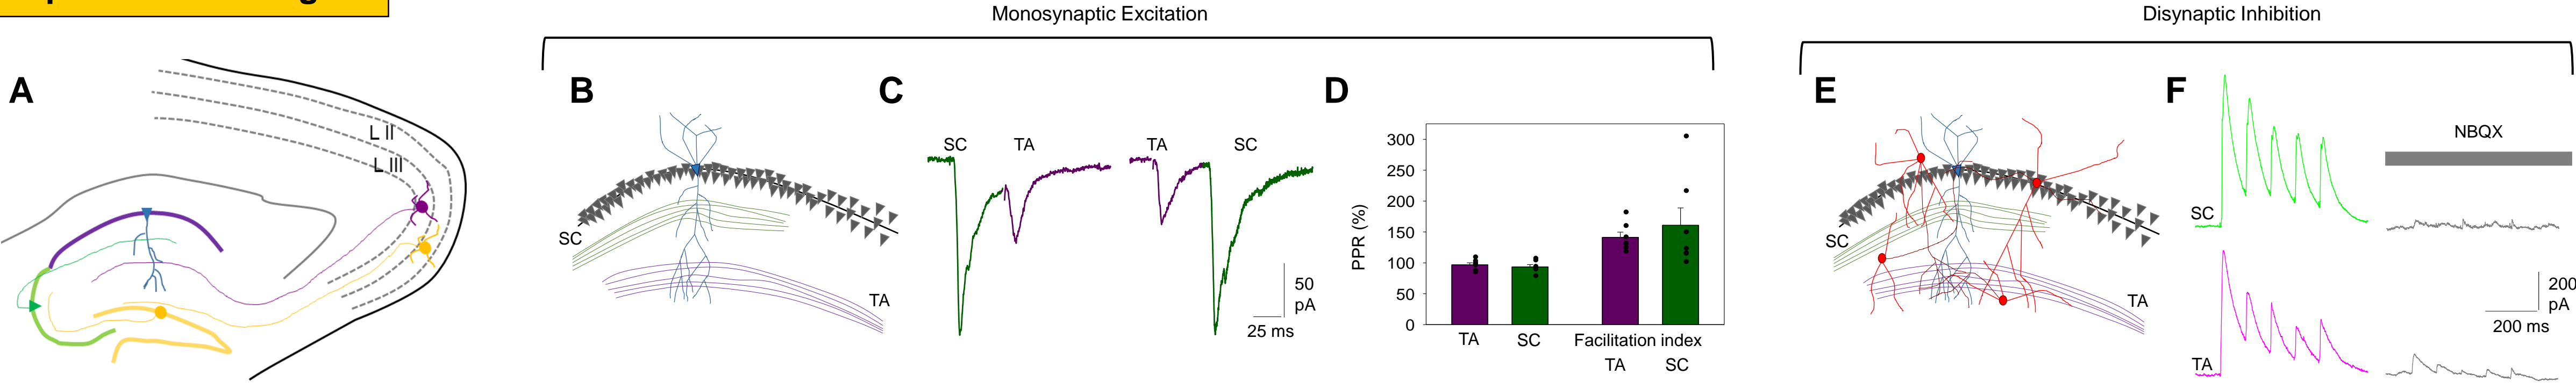 Monosynaptic Excitation
Disynaptic Inhibition
A
L II
L III
B
SC
TA
C
SC TA
TA SC
50
pA
25 ms
D
PPR (%)
300
250
200
150
100
50
0
TA SC Facilitation index
TA SC
E
SC
TA
F
NBQX
SC
TA
200
pA
200 ms